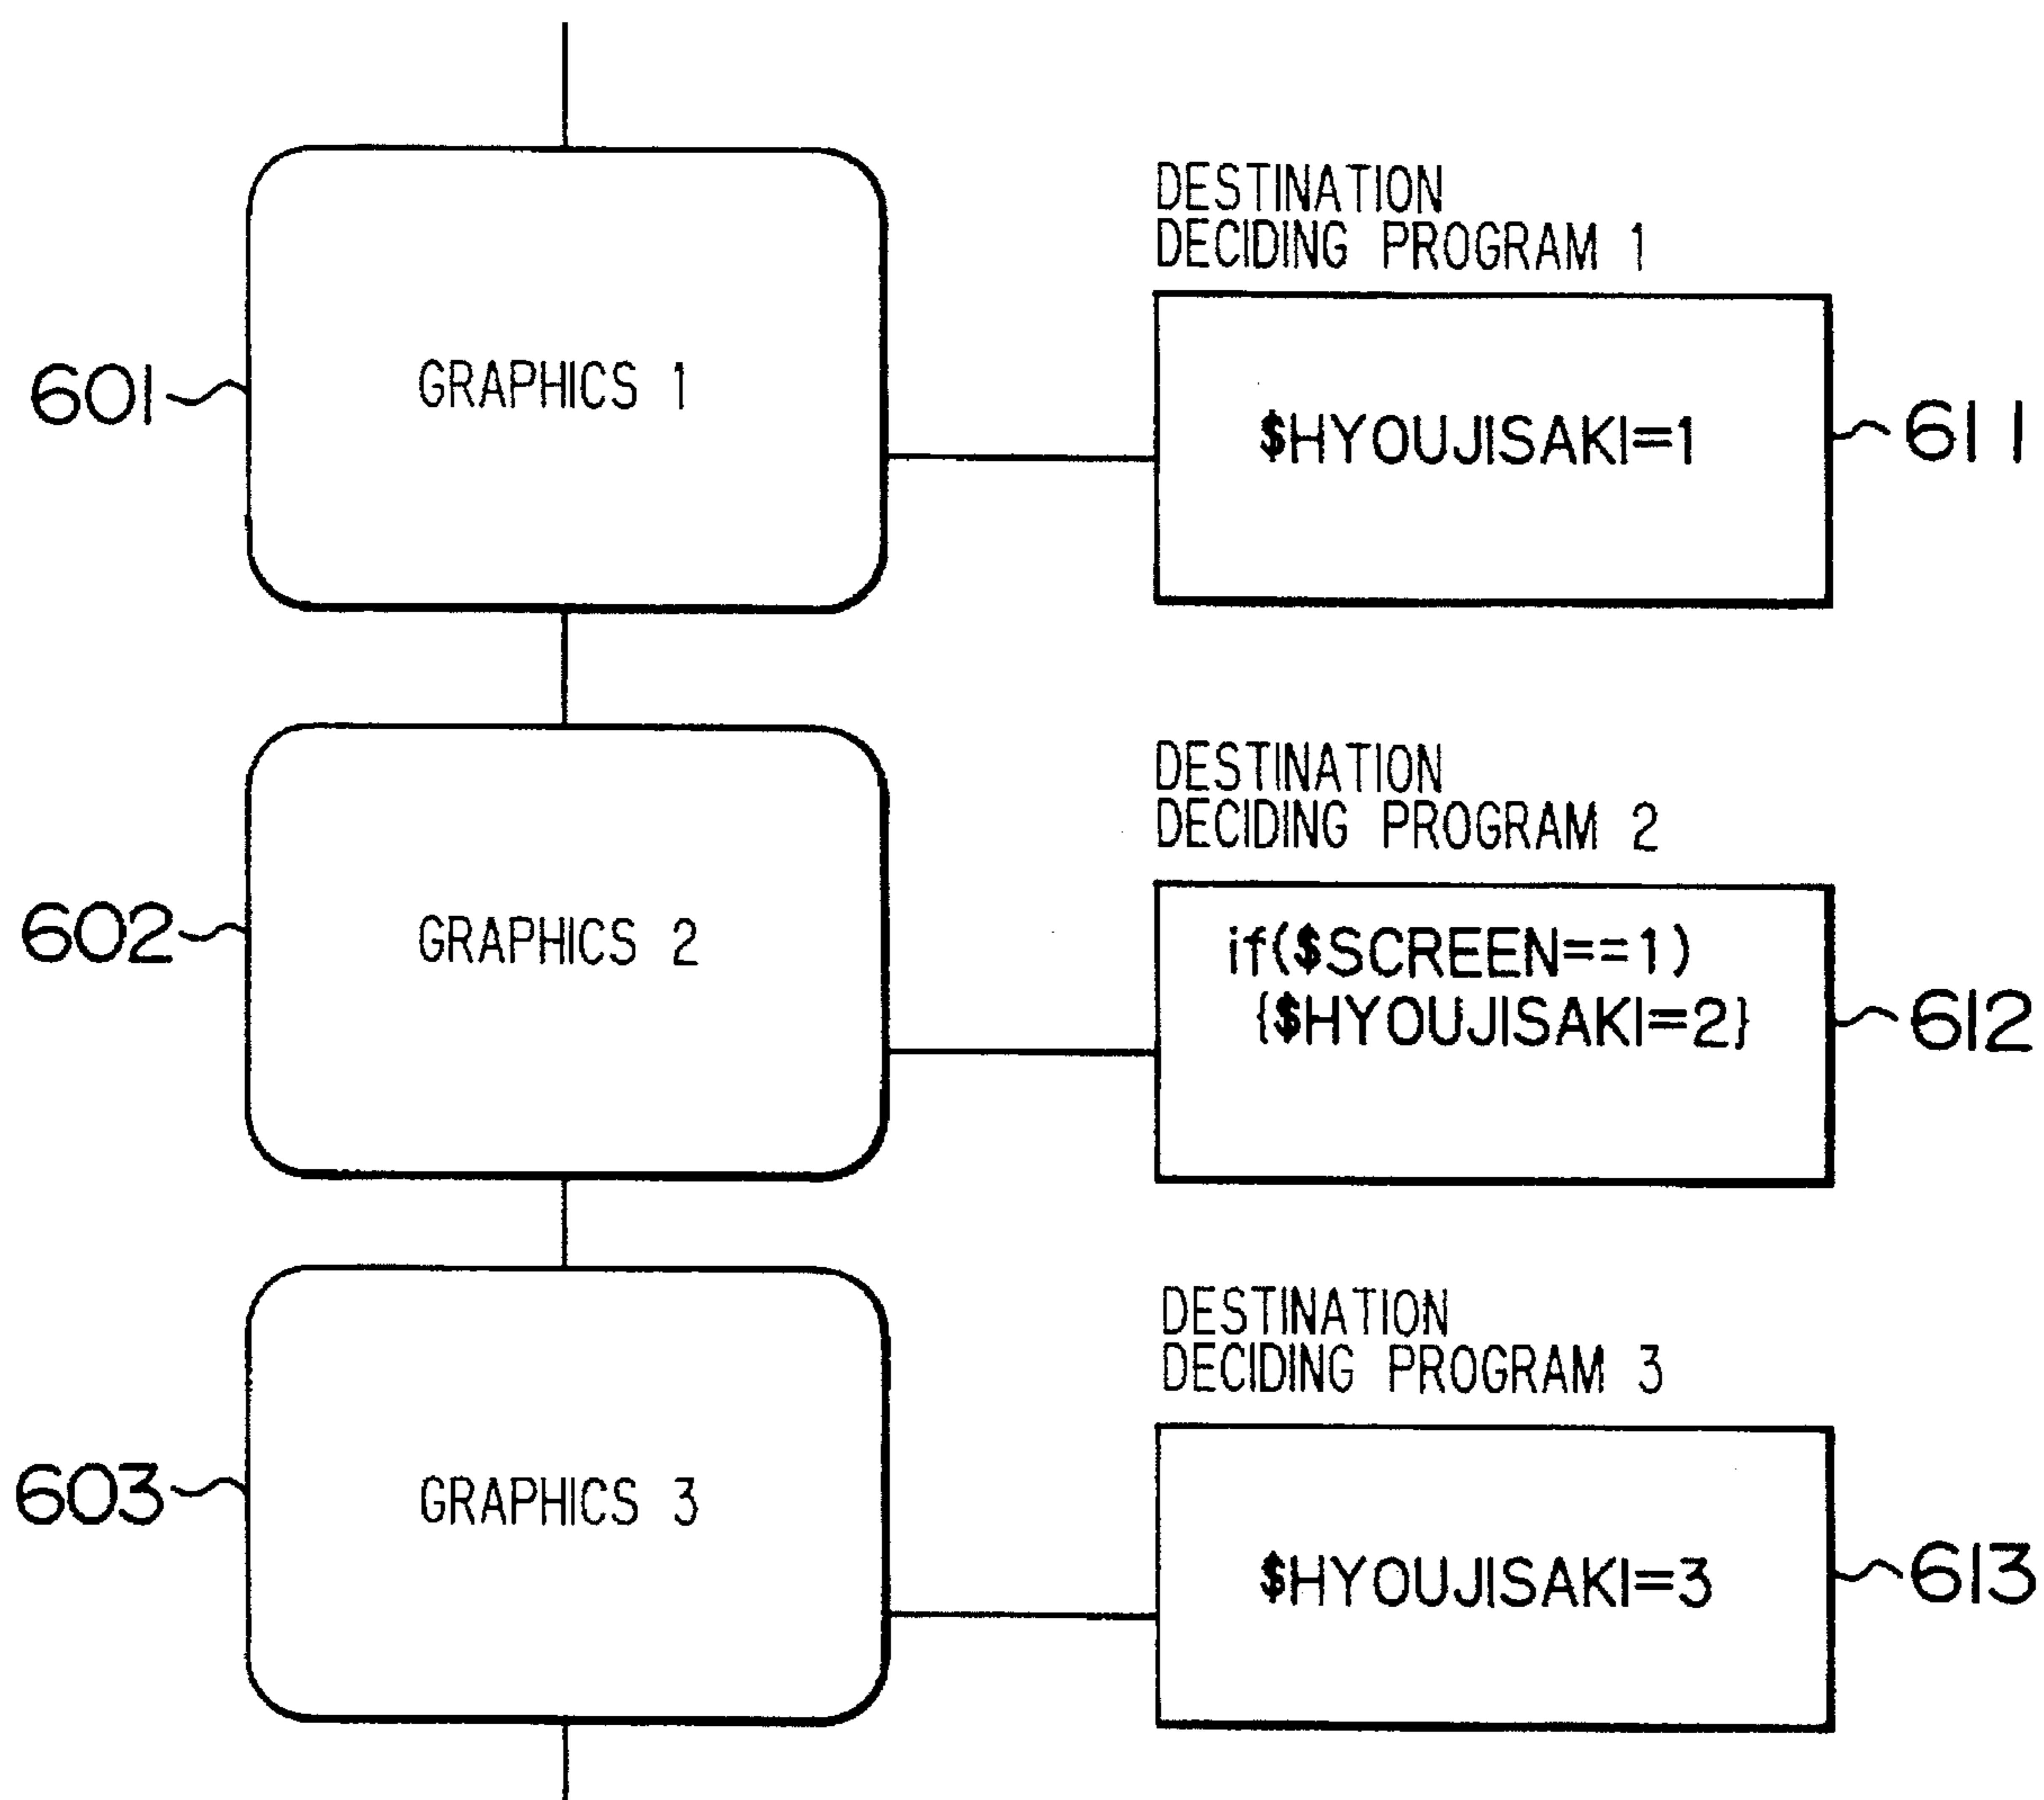 DESTINATION
DECIDING PROGRAM 1
601
GRAPHICS 1
$HYOUJISAKI=1
611
DESTINATION
DECIDING PROGRAM 2
602
GRAPHICS 2
if($SCREEN==1)
{$HYOUJISAKI=2}
612
DESTINATION
DECIDING PROGRAM 3
603
GRAPHICS 3
$HYOUJISAKI=3
613